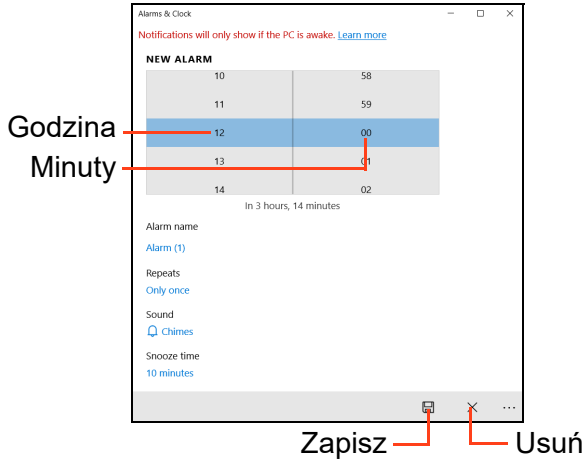 Alarms & Clock
Notifications will only show if the PC is awake. Learn more
NEW ALARM
10 58
11 59
Godzina 12 00
Minuty 13 01
14 02
In 3 hours, 14 minutes
Alarm name
Alarm (1)
Repeats
Only once
Sound
Chimes
Snooze time
10 minutes
Zapisz Usuń